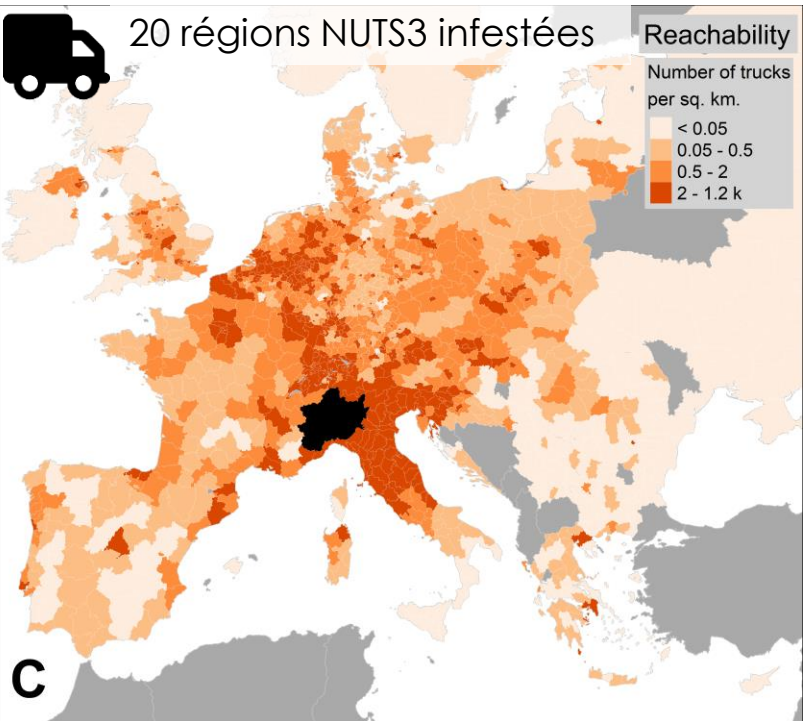 20 régions NUTS3 infestées
Reachability
Number of trucks
per sq. km.
< 0.05
0.05 - 0.5
0.5 - 2
2 - 1.2 k
C